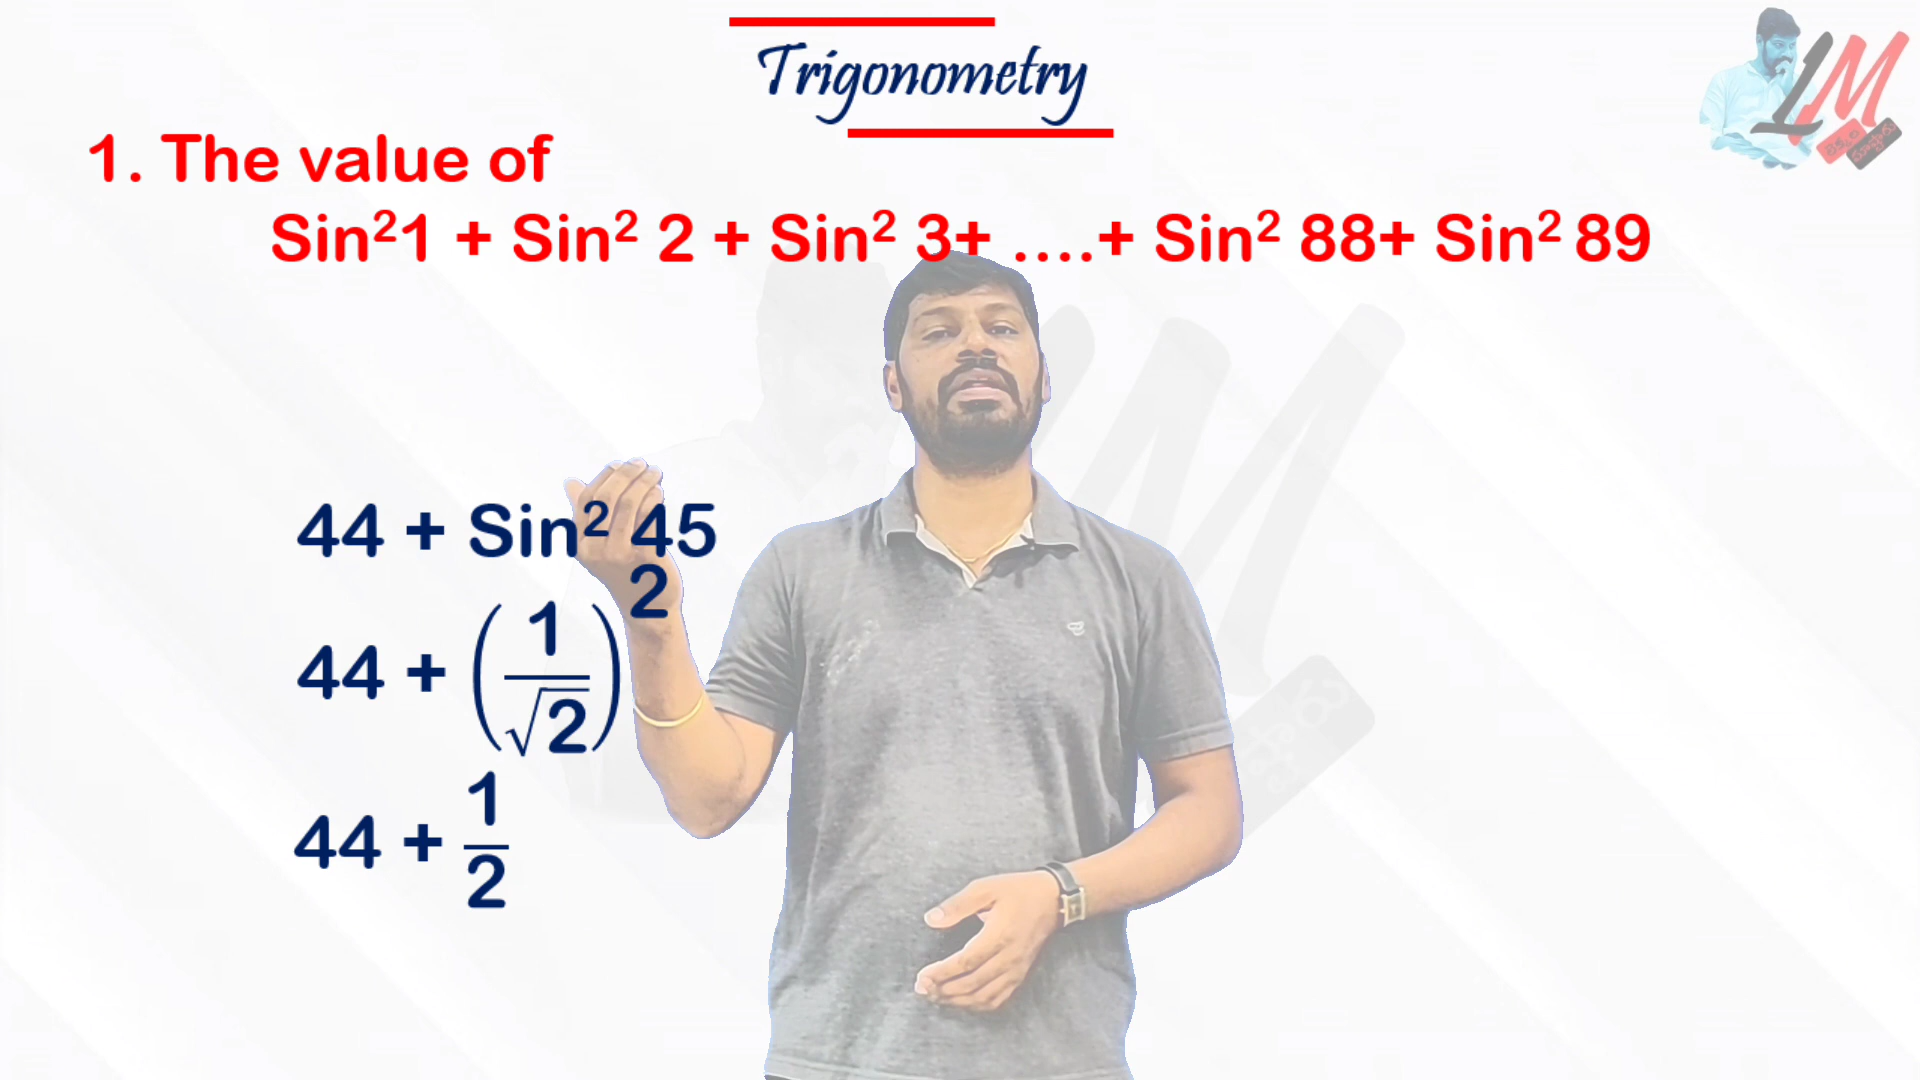 Trigonometry
1. The value of
Sin²1 + Sin² 2 + Sin² 3+ ....+ Sin² 88+ Sin² 89
LM
44 + Sin² 45
44 + (1/√2)²
44 + 1/2